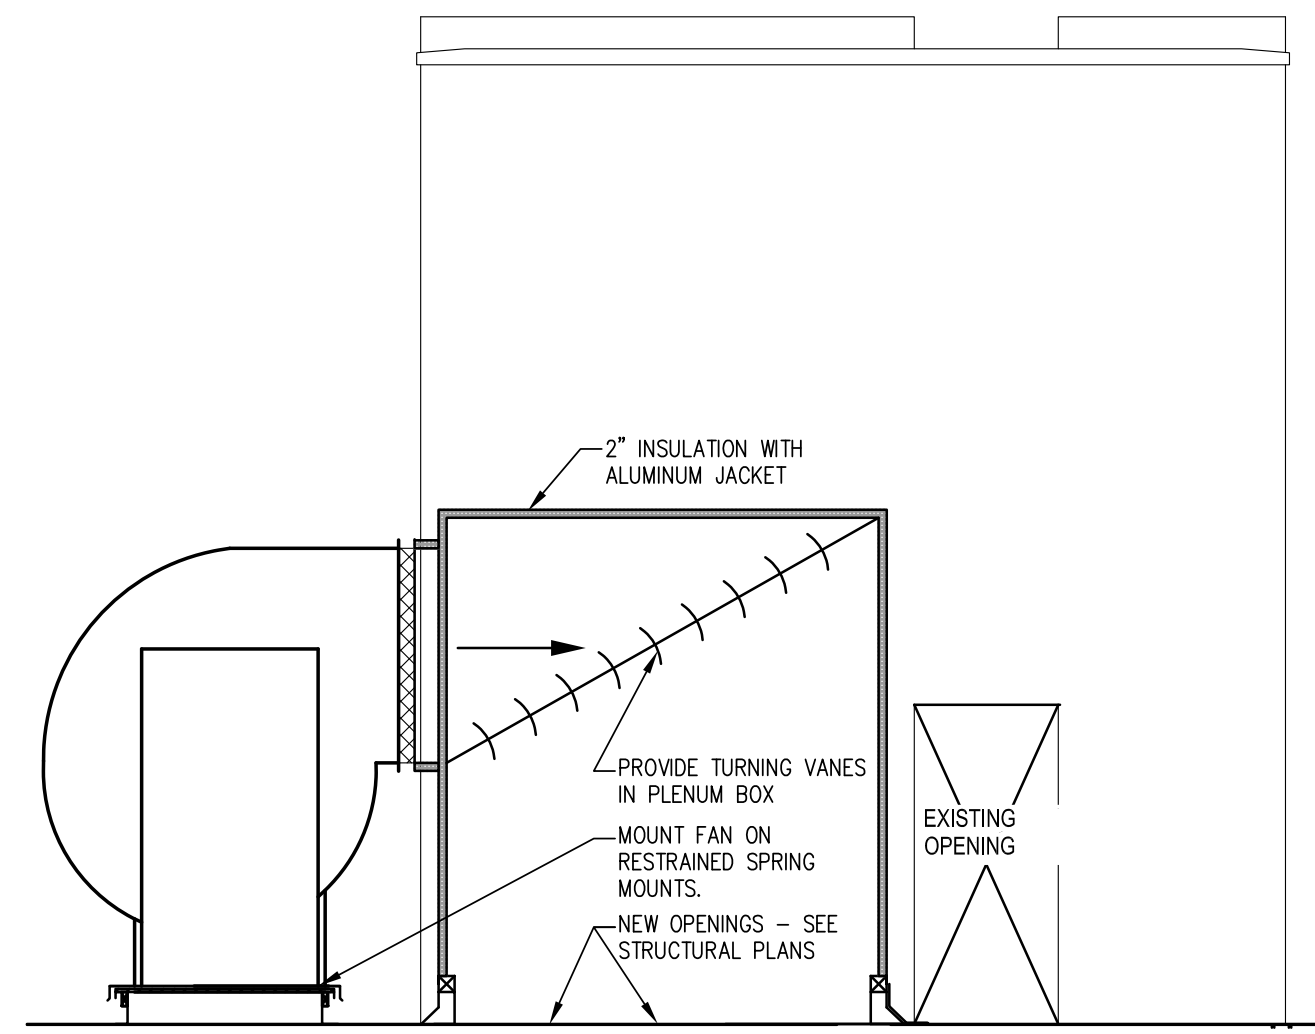 2” INSULATION WITH
ALUMINUM JACKET
PROVIDE TURNING VANES
IN PLENUM BOX
MOUNT FAN ON
RESTRAINED SPRING
MOUNTS.
NEW OPENINGS – SEE
STRUCTURAL PLANS
EXISTING
OPENING